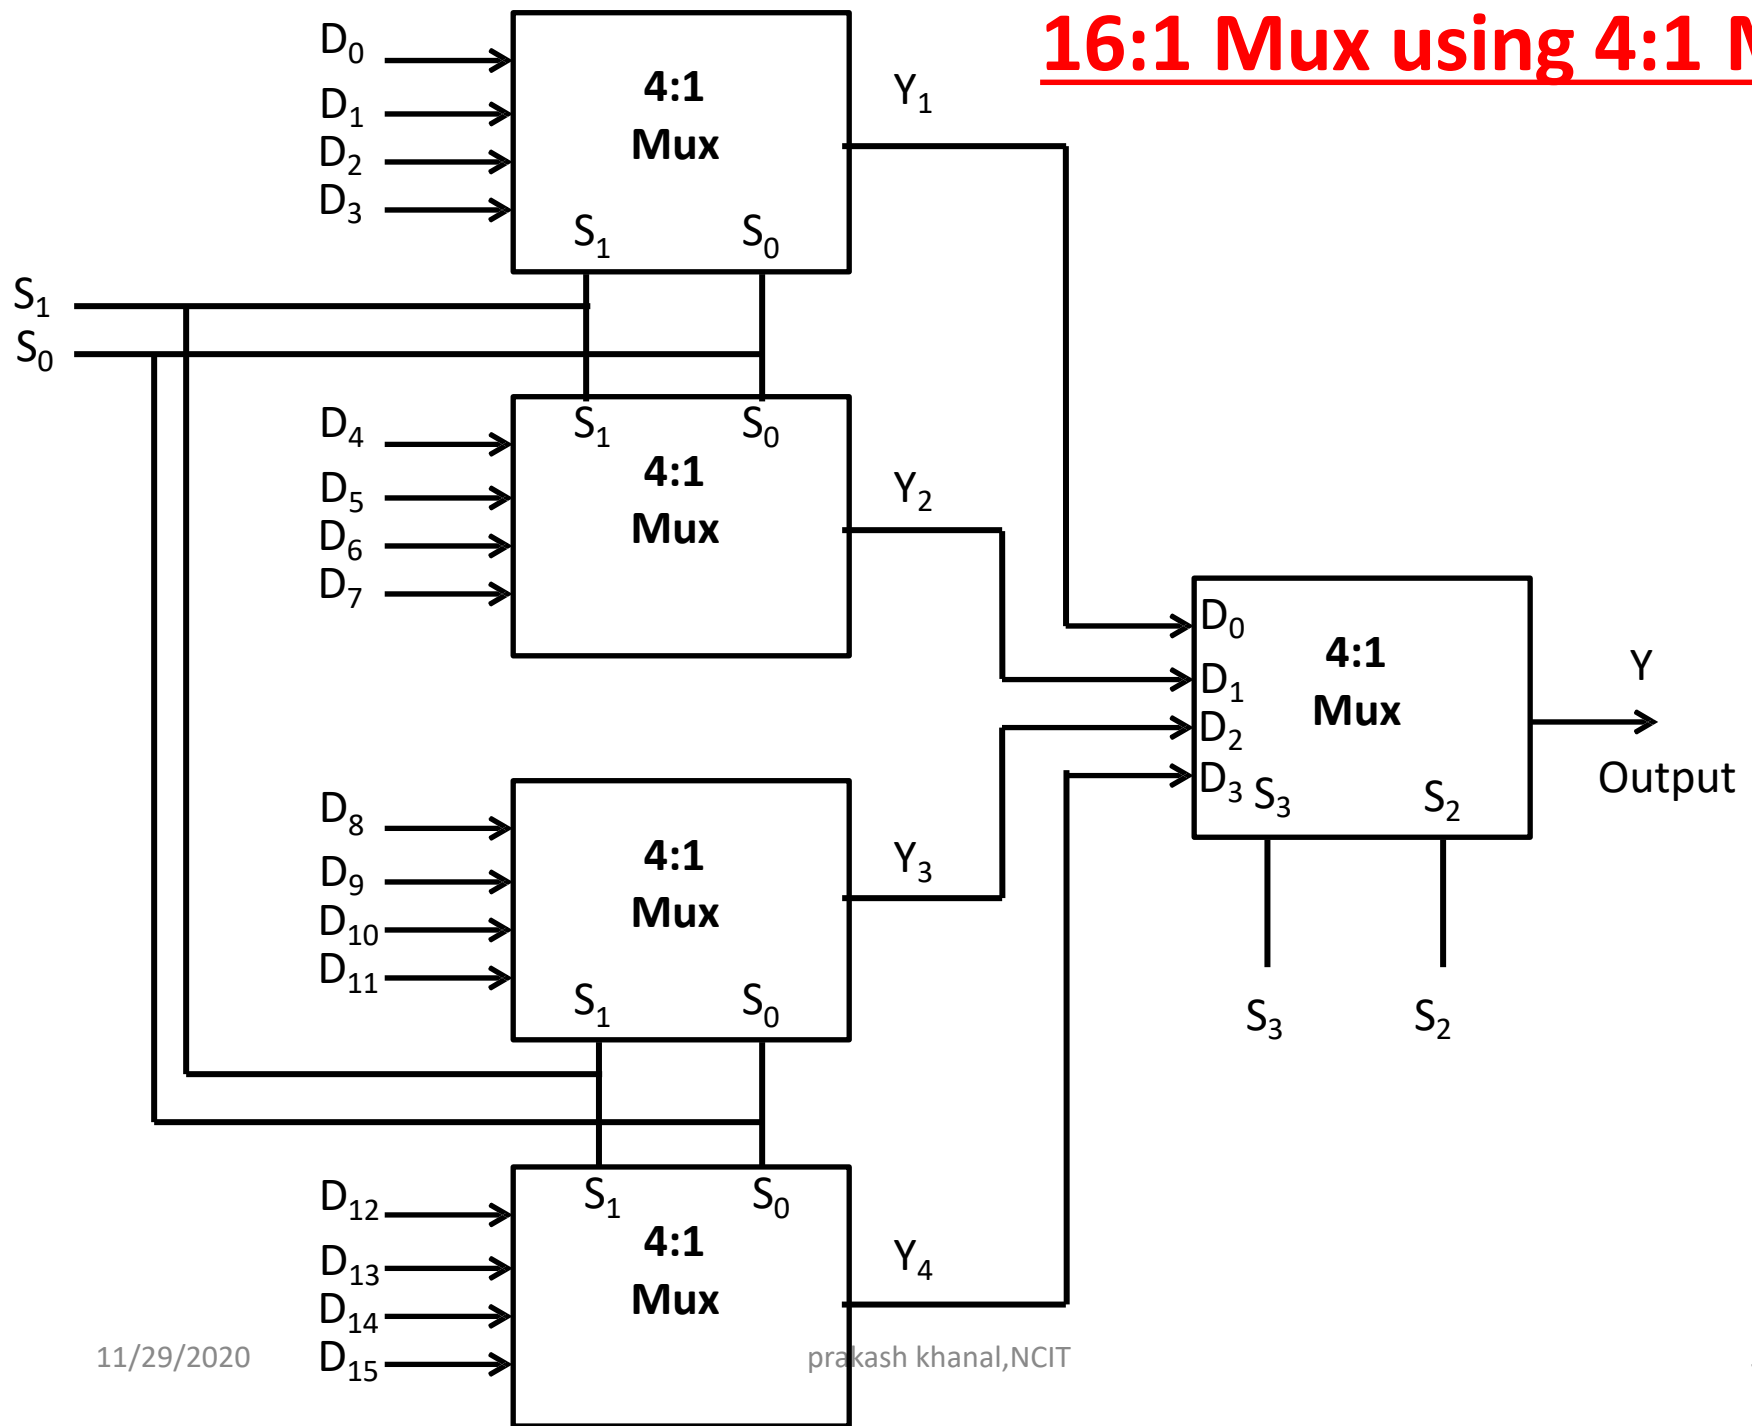 16:1 Mux using 4:1 M
D₀
D₁
D₂
D₃
4:1
Mux
S₁ S₀
Y₁
S₁
S₀
D₄
D₅
D₆
D₇
S₁ S₀
4:1
Mux
Y₂
D₈
D₉
D₁₀
D₁₁
4:1
Mux
S₁ S₀
Y₃
D₁₂
D₁₃
D₁₄
D₁₅
S₁ S₀
4:1
Mux
Y₄
D₀
D₁
D₂
D₃
4:1
Mux
S₃ S₂
S₃ S₂
Y
Output
11/29/2020
prakash khanal,NCIT